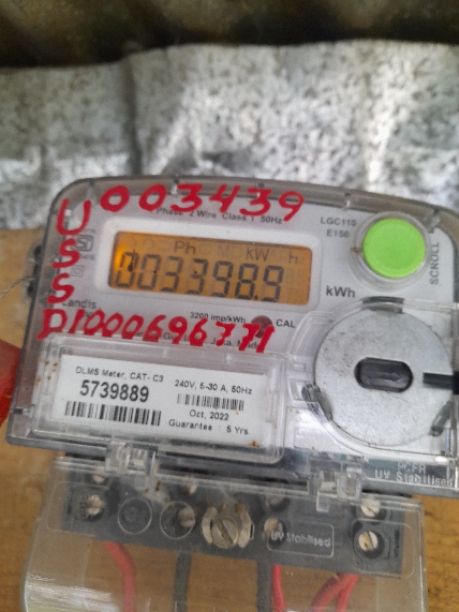 003439
Phase 2 Wire Class 1 50Hz
LGC110
E150
SCROLL
Ph kW h
003398.9
kWh
USSD1000696771
Landis
3200 imp/kWh
CAL
DLMS Meter, CAT- C3
5739889
240V, 5-30 A, 50Hz
Oct, 2022
Guarantee : 5 Yrs.
UV Stabilised
UV Stabilised